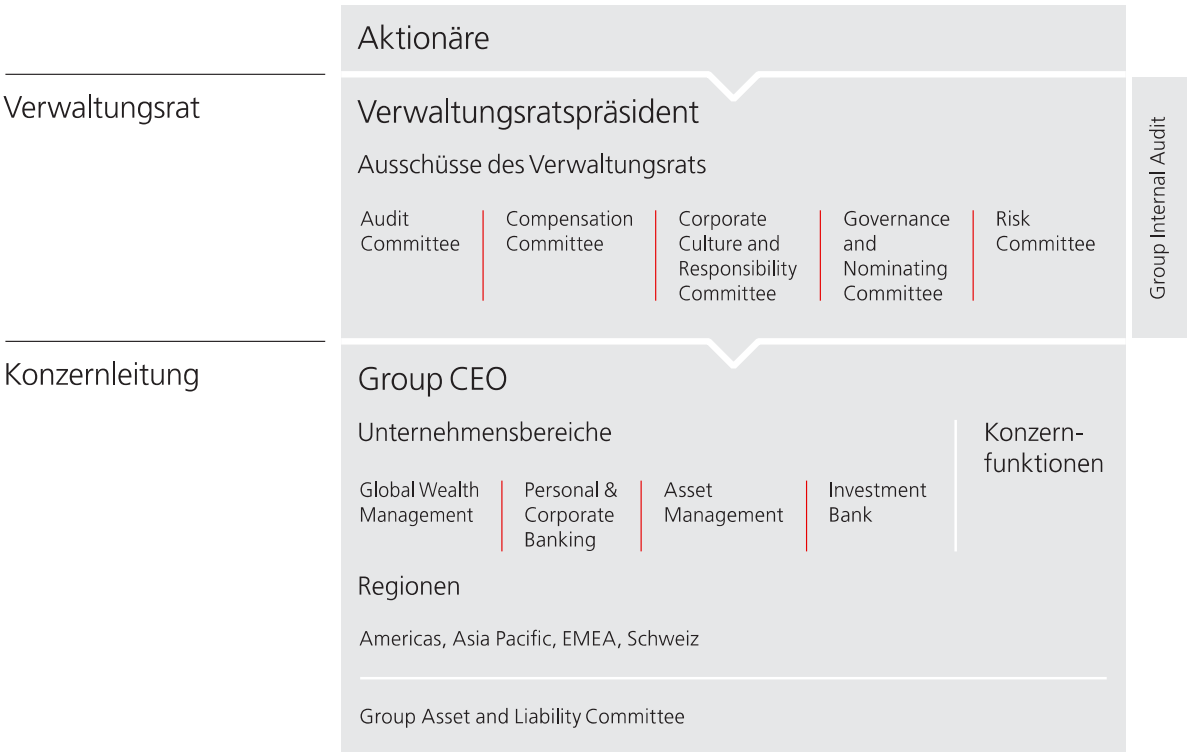 Aktionäre
Verwaltungsrat
Verwaltungsratspräsident
Ausschüsse des Verwaltungsrats
Audit
Committee
Compensation
Committee
Corporate
Culture and
Responsibility
Committee
Governance
and
Nominating
Committee
Risk
Committee
Group Internal Audit
Konzernleitung
Group CEO
Unternehmensbereiche
Global Wealth
Management
Personal &
Corporate
Banking
Asset
Management
Investment
Bank
Konzern-
funktionen
Regionen
Americas, Asia Pacific, EMEA, Schweiz
Group Asset and Liability Committee